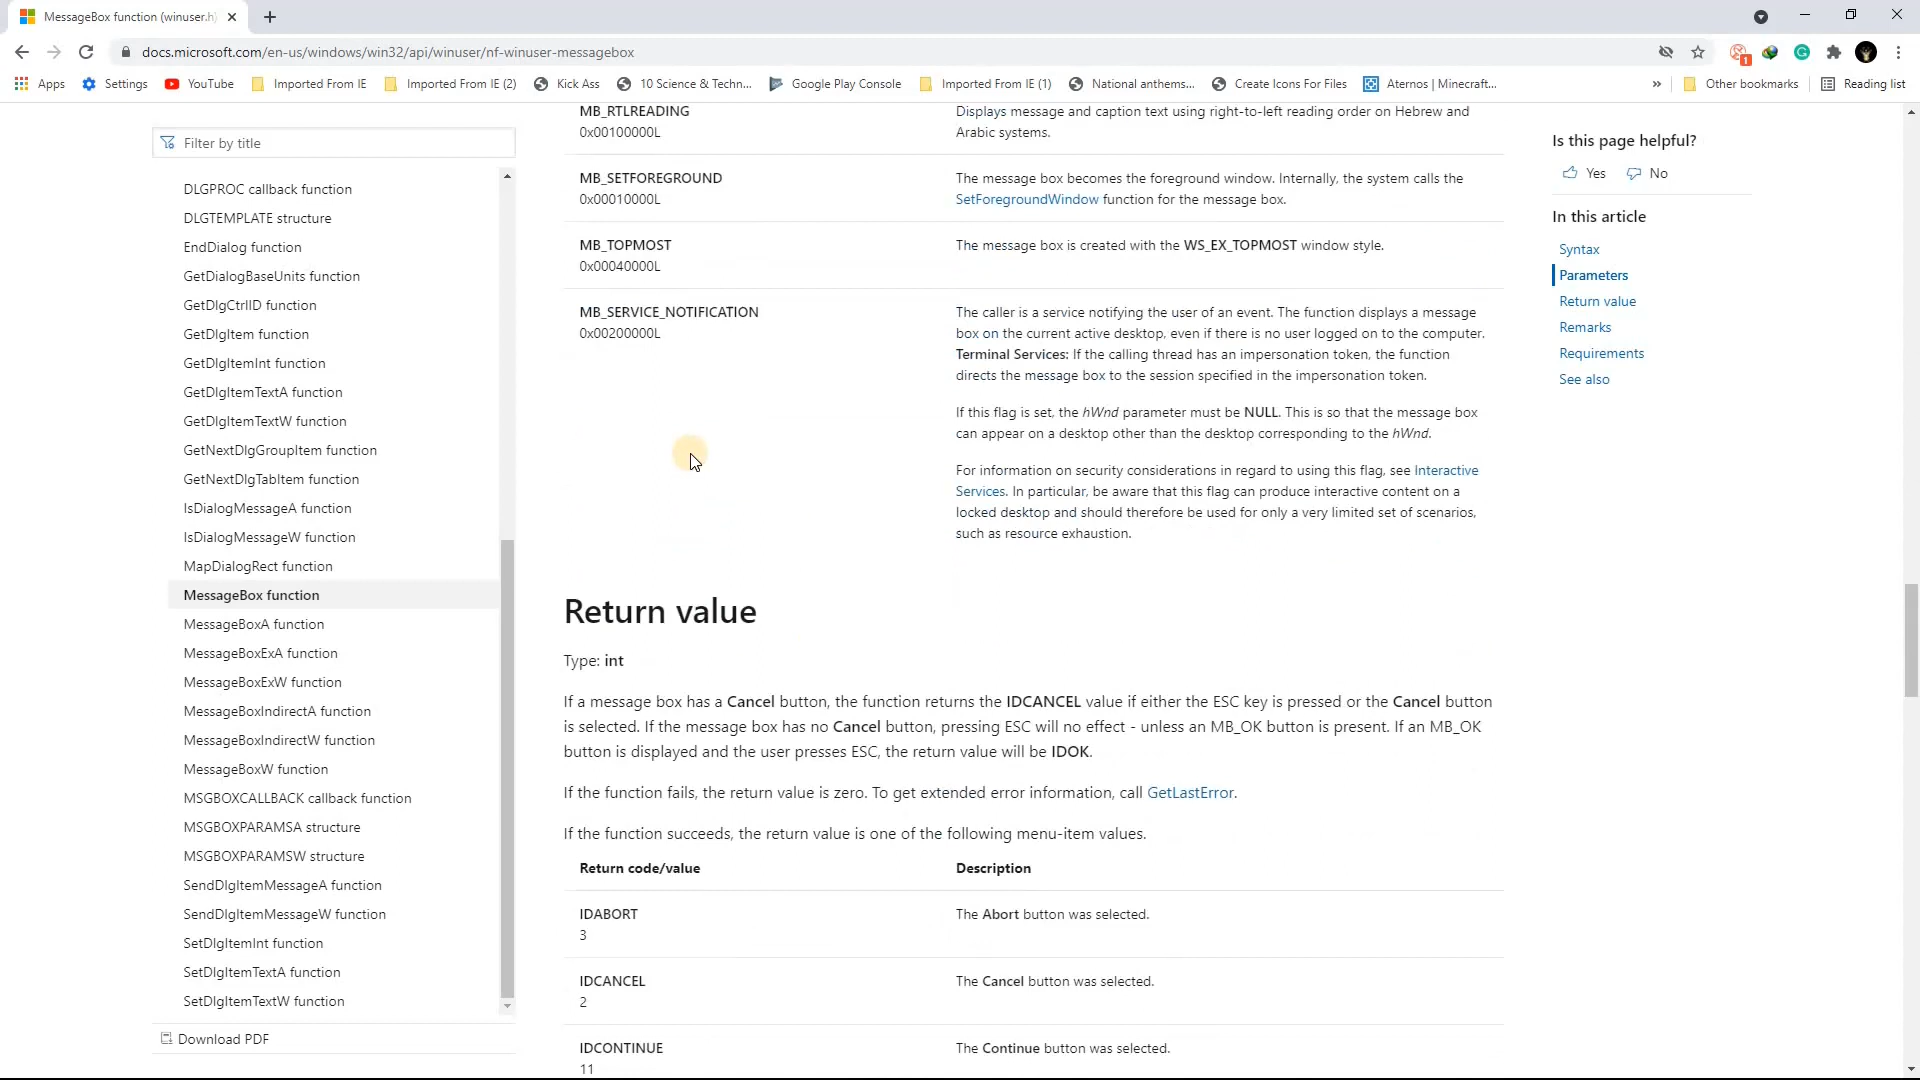 MessageBox function (winuser.h)
docs.microsoft.com/en-us/windows/win32/api/winuser/nf-winuser-messagebox
1
Apps
Settings
YouTube
Imported From IE
Imported From IE (2)
Kick Ass
10 Science & Techn...
Google Play Console
Imported From IE (1)
National anthems...
Create Icons For Files
Aternos | Minecraft...
»
Other bookmarks
Reading list
Filter by title
DLGPROC callback function
DLGTEMPLATE structure
EndDialog function
GetDialogBaseUnits function
GetDlgCtrlID function
GetDlgItem function
GetDlgItemInt function
GetDlgItemTextA function
GetDlgItemTextW function
GetNextDlgGroupItem function
GetNextDlgTabItem function
IsDialogMessageA function
IsDialogMessageW function
MapDialogRect function
MessageBox function
MessageBoxA function
MessageBoxExA function
MessageBoxExW function
MessageBoxIndirectA function
MessageBoxIndirectW function
MessageBoxW function
MSGBOXCALLBACK callback function
MSGBOXPARAMSA structure
MSGBOXPARAMSW structure
SendDlgItemMessageA function
SendDlgItemMessageW function
SetDlgItemInt function
SetDlgItemTextA function
SetDlgItemTextW function
Download PDF
MB_RTLREADING
0x00100000L
Displays message and caption text using right-to-left reading order on Hebrew and
Arabic systems.
MB_SETFOREGROUND
0x00010000L
The message box becomes the foreground window. Internally, the system calls the
SetForegroundWindow function for the message box.
MB_TOPMOST
0x00040000L
The message box is created with the WS_EX_TOPMOST window style.
MB_SERVICE_NOTIFICATION
0x00200000L
The caller is a service notifying the user of an event. The function displays a message
box on the current active desktop, even if there is no user logged on to the computer.
Terminal Services: If the calling thread has an impersonation token, the function
directs the message box to the session specified in the impersonation token.
If this flag is set, the hWnd parameter must be NULL. This is so that the message box
can appear on a desktop other than the desktop corresponding to the hWnd.
For information on security considerations in regard to using this flag, see Interactive
Services. In particular, be aware that this flag can produce interactive content on a
locked desktop and should therefore be used for only a very limited set of scenarios,
such as resource exhaustion.
Return value
Type: int
If a message box has a Cancel button, the function returns the IDCANCEL value if either the ESC key is pressed or the Cancel button
is selected. If the message box has no Cancel button, pressing ESC will no effect - unless an MB_OK button is present. If an MB_OK
button is displayed and the user presses ESC, the return value will be IDOK.
If the function fails, the return value is zero. To get extended error information, call GetLastError.
If the function succeeds, the return value is one of the following menu-item values.
Return code/value
Description
IDABORT
3
The Abort button was selected.
IDCANCEL
2
The Cancel button was selected.
IDCONTINUE
11
The Continue button was selected.
Is this page helpful?
Yes
No
In this article
Syntax
Parameters
Return value
Remarks
Requirements
See also